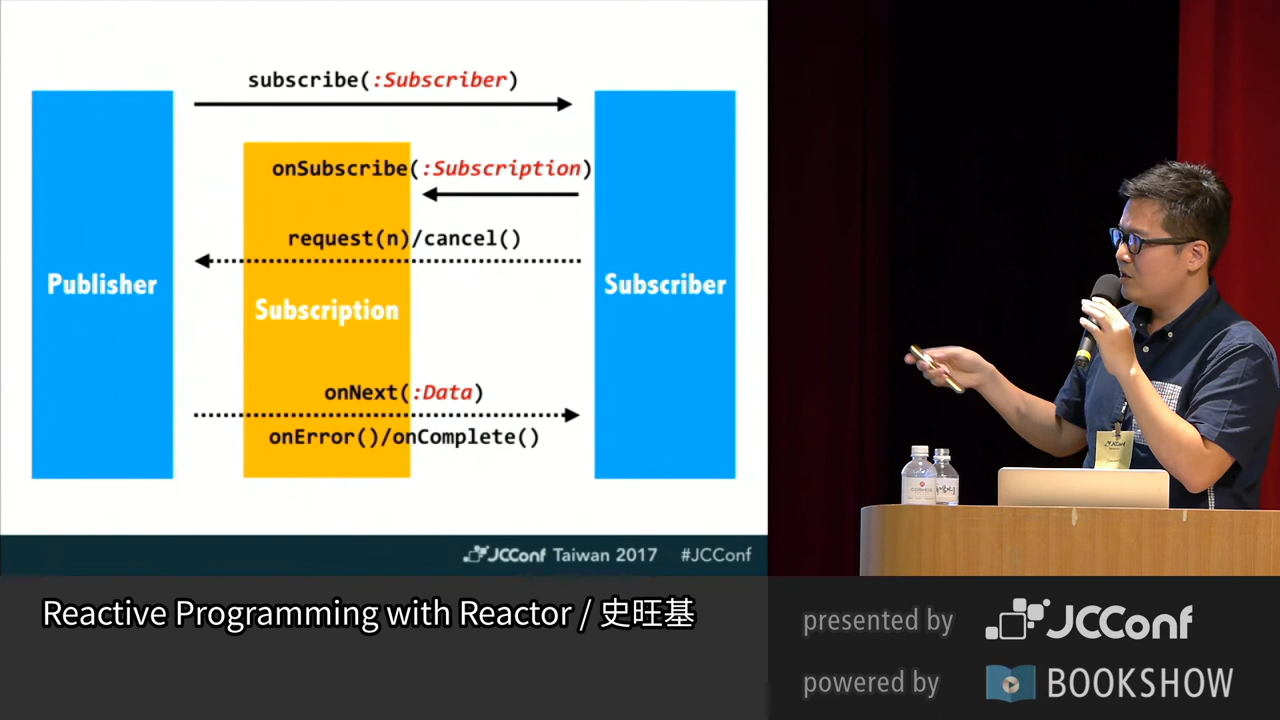 subscribe(:Subscriber)
onSubscribe(:Subscription)
request(n)/cancel()
Publisher
Subscription
Subscriber
onNext(:Data)
onError()/onComplete()
JCConf Taiwan 2017 #JCConf
JCConf
Reactive Programming with Reactor / 史旺基
presented by JCConf
powered by BOOKSHOW